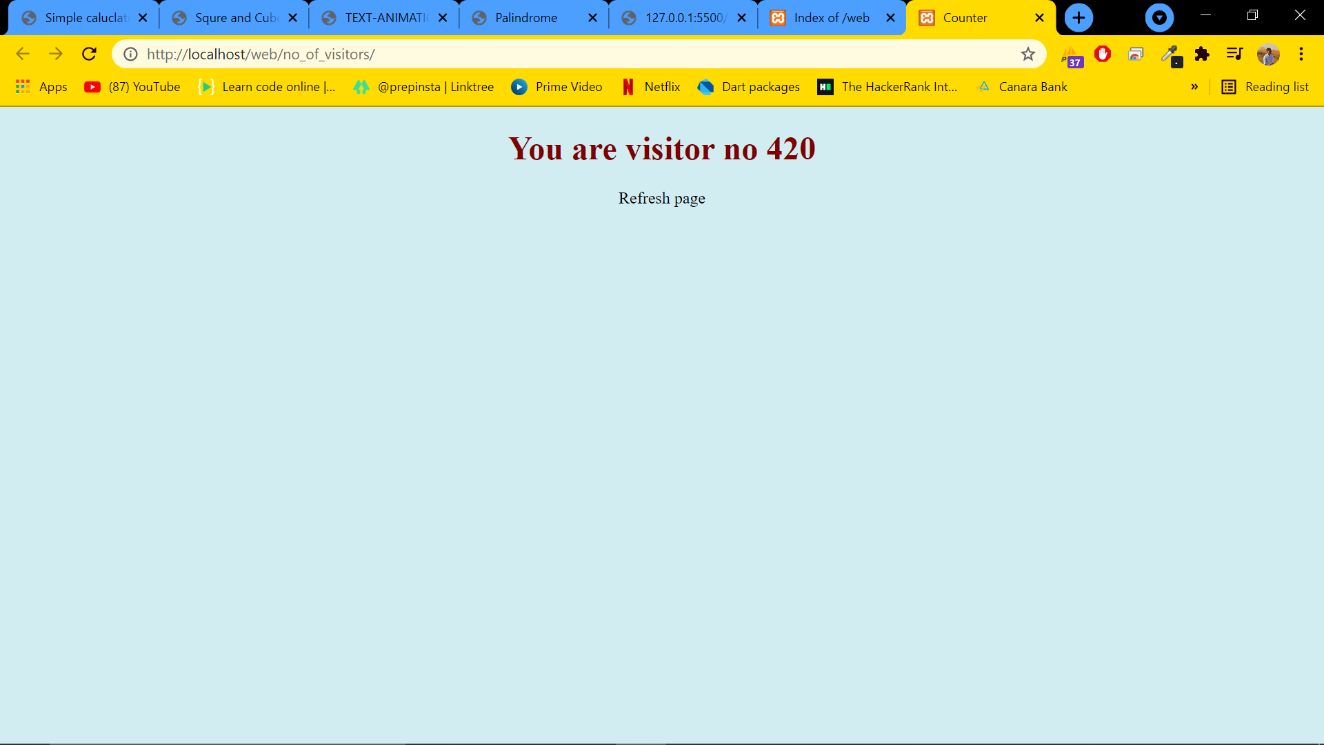 Simple caluclat
Squre and Cub
TEXT-ANIMATIO
Palindrome
127.0.0.1:5500/
Index of /web
Counter
http://localhost/web/no_of_visitors/
37
Apps
(87) YouTube
Learn code online |...
@prepinsta | Linktree
Prime Video
Netflix
Dart packages
The HackerRank Int...
Canara Bank
»
Reading list
You are visitor no 420
Refresh page